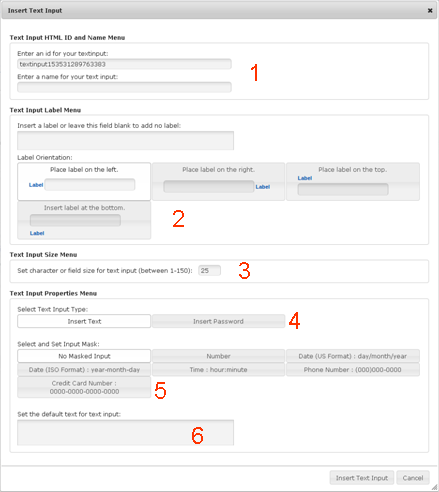 Insert Text Input
Text Input HTML ID and Name Menu
Enter an id for your textinput:
textinput153531289763383
1
Enter a name for your text input:
Text Input Label Menu
Insert a label or leave this field blank to add no label:
Label Orientation:
Place label on the left. Place label on the right. Place label on the top.
Label
Label Label
Insert label at the bottom.
2
Label
Text Input Size Menu
Set character or field size for text input (between 1-150): 25 3
Text Input Properties Menu
Select Text Input Type:
Insert Text Insert Password 4
Select and Set Input Mask:
No Masked Input Number Date (US Format) : day/month/year
Date (ISO Format) : year-month-day Time : hour:minute Phone Number : (000)000-0000
Credit Card Number :
0000-0000-0000-0000
5
Set the default text for text input:
6
Insert Text Input Cancel